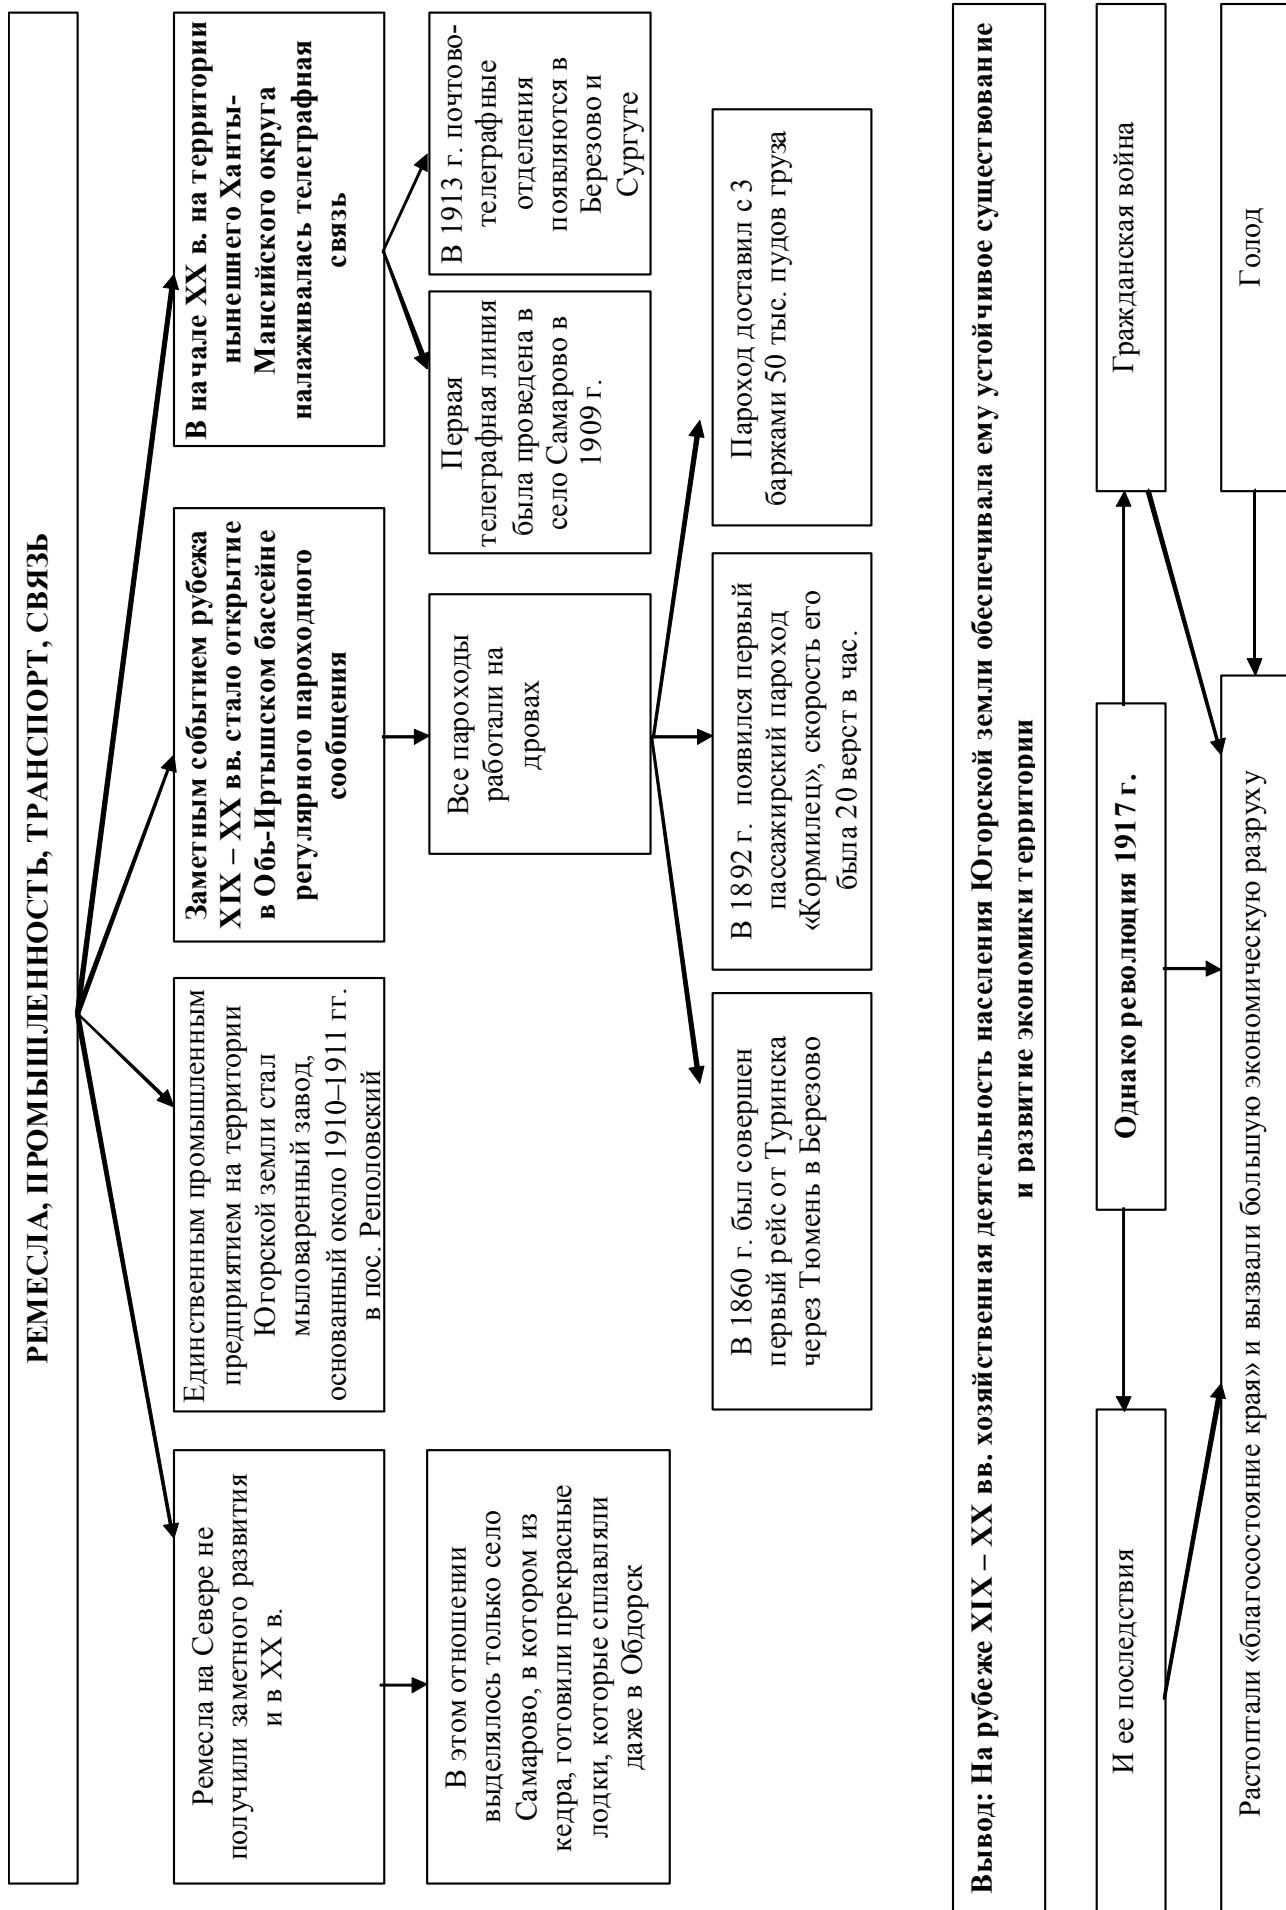 РЕМЕСЛА, ПРОМЫШЛЕННОСТЬ, ТРАНСПОРТ, СВЯЗЬ
Ремесла на Севере не
получили заметного развития
и в XX в.
Единственным промышленным
предприятием на территории
Югорской земли стал
мыловаренный завод,
основанный около 1910–1911 гг.
в пос. Реполовский
Заметным событием рубежа
XIX – XX вв. стало открытие
в Обь-Иртышском бассейне
регулярного пароходного
сообщения
В начале XX в. на территории
нынешнего Ханты-
Мансийского округа
налаживалась телеграфная
связь
В этом отношении
выделялось только село
Самарово, в котором из
кедра, готовили прекрасные
лодки, которые сплавляли
даже в Обдорск
Все пароходы
работали на
дровах
Первая
телеграфная линия
была проведена в
село Самарово в
1909 г.
В 1913 г. почтово-
телеграфные
отделения
появляются в
Березово и
Сургуте
В 1860 г. был совершен
первый рейс от Туринска
через Тюмень в Березово
В 1892 г. появился первый
пассажирский пароход
«Кормилец», скорость его
была 20 верст в час.
Пароход доставил с 3
баржами 50 тыс. пудов груза
Вывод: На рубеже XIX – XX вв. хозяйственная деятельность населения Югорской земли обеспечивала ему устойчивое существование
и развитие экономики территории
И ее последствия
Однако революция 1917 г.
Гражданская война
Растоптали «благосостояние края» и вызвали большую экономическую разруху
Голод